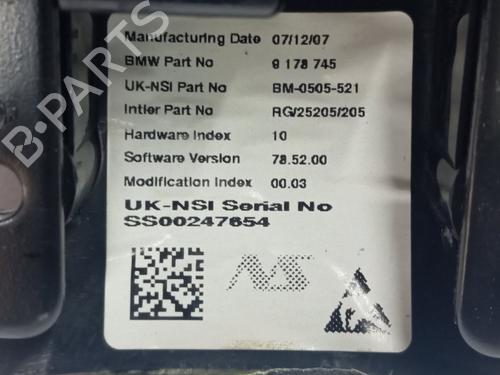 Manufacturing Date 07/12/07
BMW Part No 9 178 745
UK-NSI Part No BM-0505-521
Intier Part No RG/25205/205
Hardware Index 10
Software Version 78.52.00
Modification Index 00.03
UK-NSI Serial No
SS00247654
NS
B-PARTS